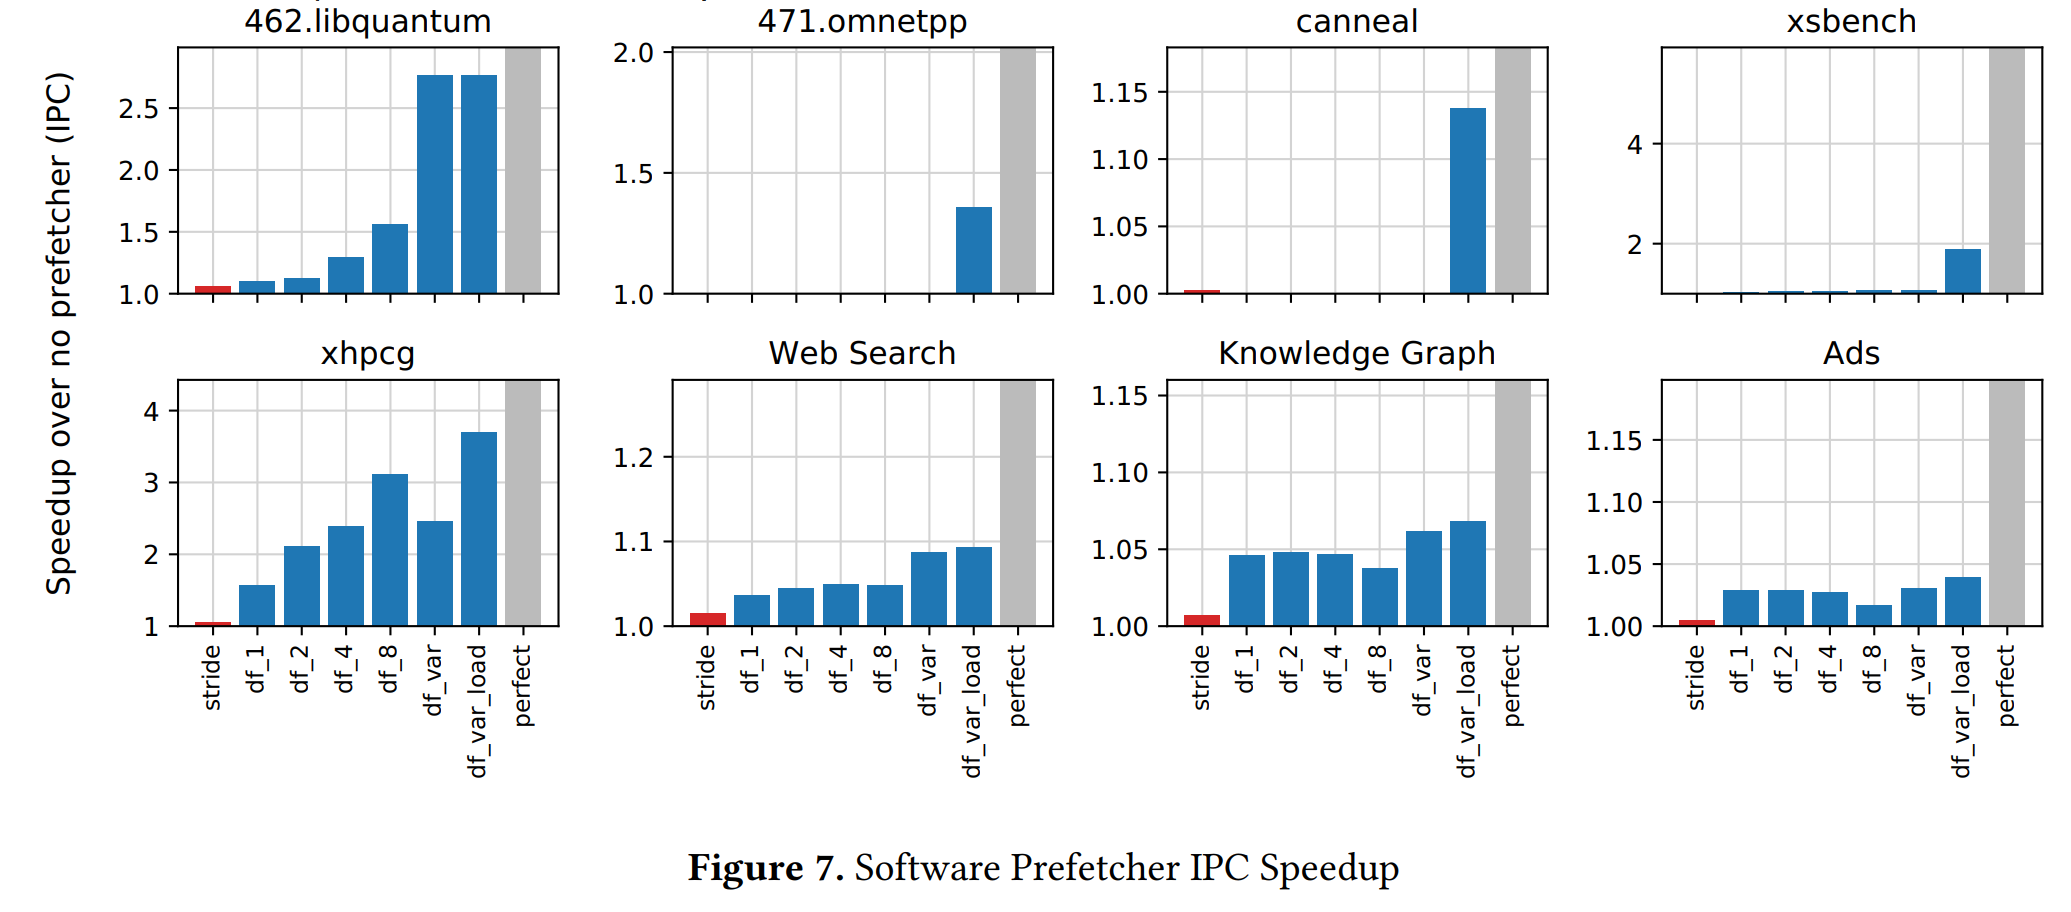 462.libquantum
471.omnetpp
canneal
xsbench
Speedup over no prefetcher (IPC)
2.5
2.0
1.5
1.0
2.0
1.5
1.0
1.15
1.10
1.05
1.00
4
2
xhpcg
Web Search
Knowledge Graph
Ads
4
3
2
1
1.2
1.1
1.0
1.15
1.10
1.05
1.00
1.15
1.10
1.05
1.00
stride
df_1
df_2
df_4
df_8
df_var
df_var_load
perfect
stride
df_1
df_2
df_4
df_8
df_var
df_var_load
perfect
stride
df_1
df_2
df_4
df_8
df_var
df_var_load
perfect
stride
df_1
df_2
df_4
df_8
df_var
df_var_load
perfect
Figure 7. Software Prefetcher IPC Speedup